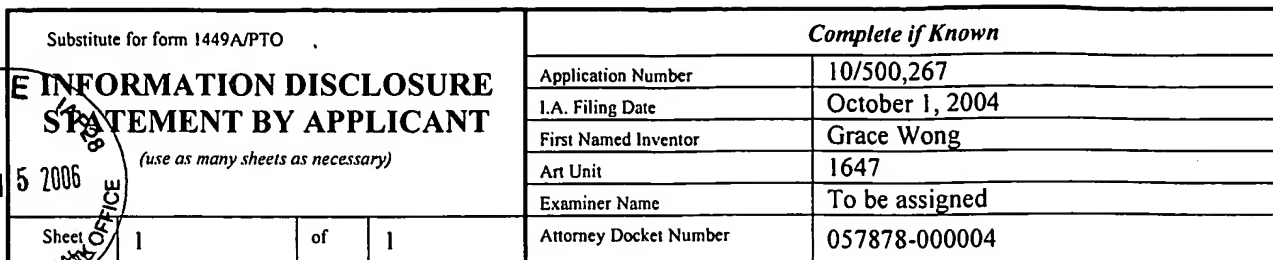 Substitute for form 1449A/PTO
INFORMATION DISCLOSURE
STATEMENT BY APPLICANT
(use as many sheets as necessary)
Sheet 1 of 1
Complete if Known
Application Number 10/500,267
I.A. Filing Date October 1, 2004
First Named Inventor Grace Wong
Art Unit 1647
Examiner Name To be assigned
Attorney Docket Number 057878-000004
E
5 2006
OFFICE